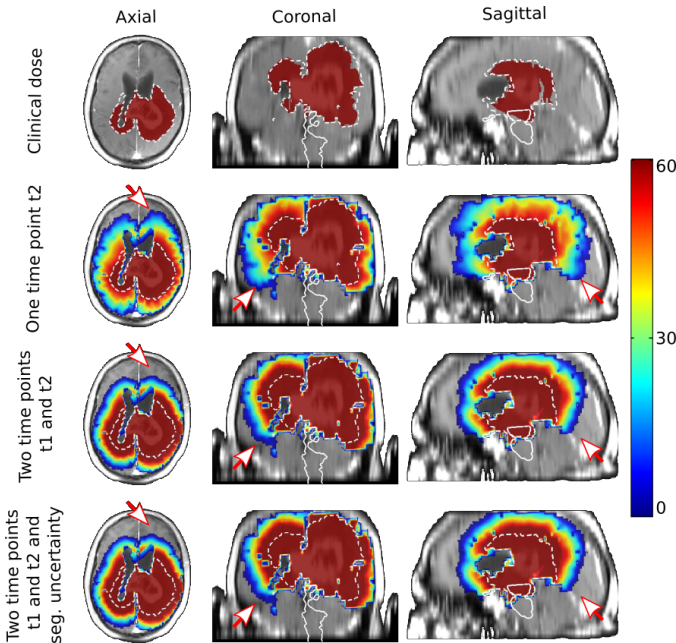 Axial
Coronal
Sagittal
Clinical dose
One time point t2
60
30
0
Two time points
t1 and t2
Two time points
t1 and t2 and
seg. uncertainty